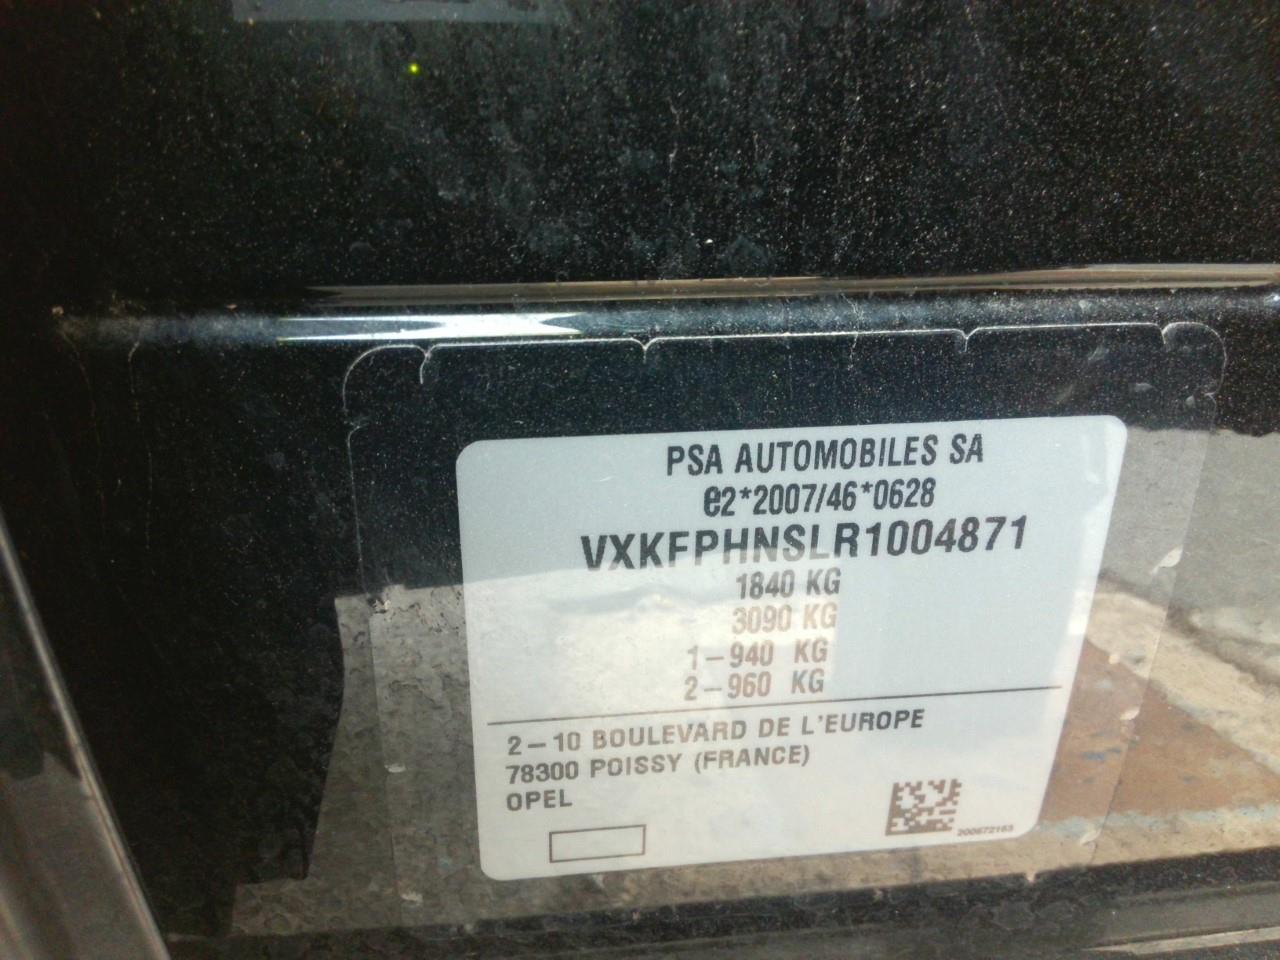 PSA AUTOMOBILES SA
e2*2007/46*0628
VXKFPHNSLR1004871
1840 KG
3090 KG
1-940 KG
2-960 KG
2-10 BOULEVARD DE L'EUROPE
78300 POISSY (FRANCE)
OPEL
200672163